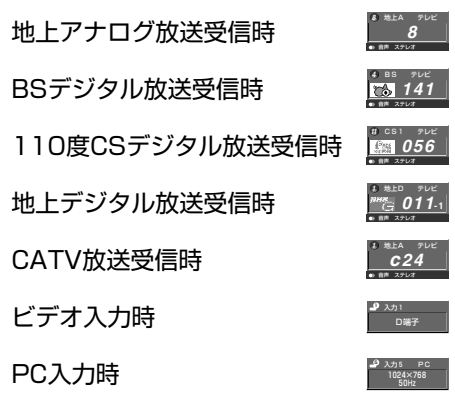 地上アナログ放送受信時
8 地上A テレビ
8
音声 ステレオ
BSデジタル放送受信時
4 BS テレビ
141
音声 ステレオ
110度CSデジタル放送受信時
11 CS1 テレビ
056
音声 ステレオ
地上デジタル放送受信時
1 地上D テレビ
011-1
音声 ステレオ
CATV放送受信時
地上A テレビ
c24
音声 ステレオ
ビデオ入力時
入力1
D端子
PC入力時
入力5 PC
1024×768
50Hz